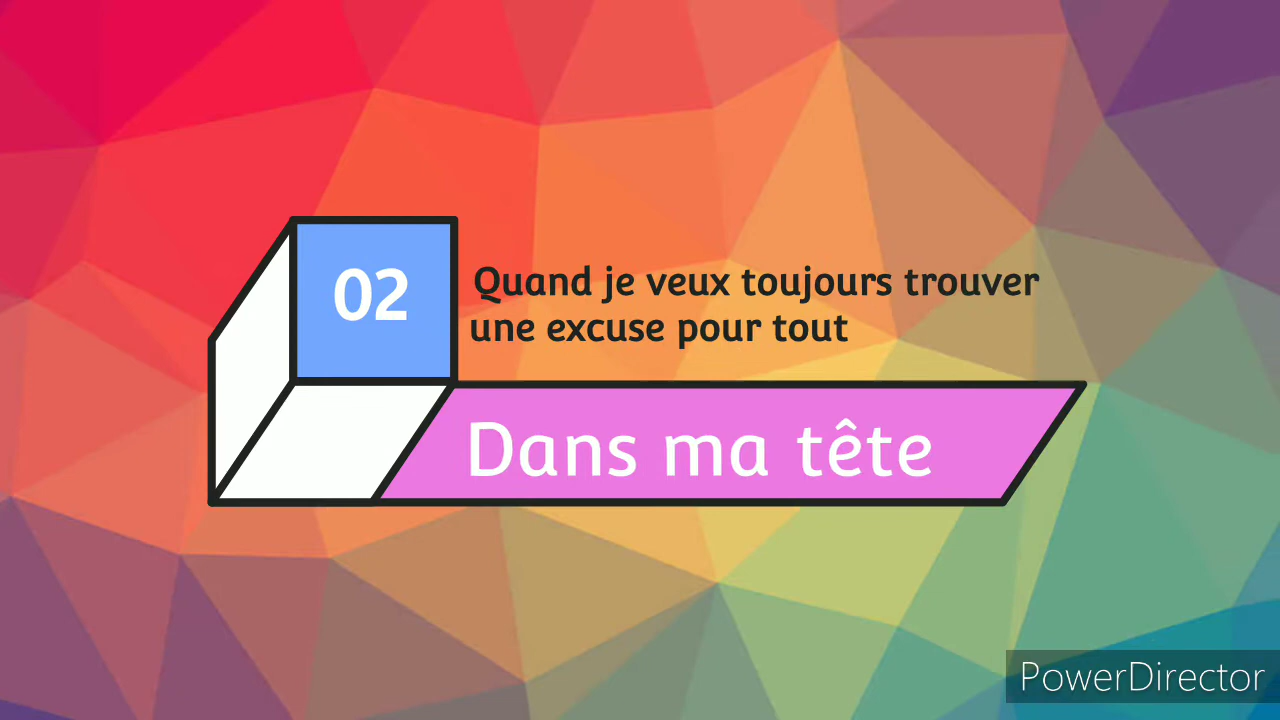 02
Quand je veux toujours trouver
une excuse pour tout
Dans ma tête
PowerDirector